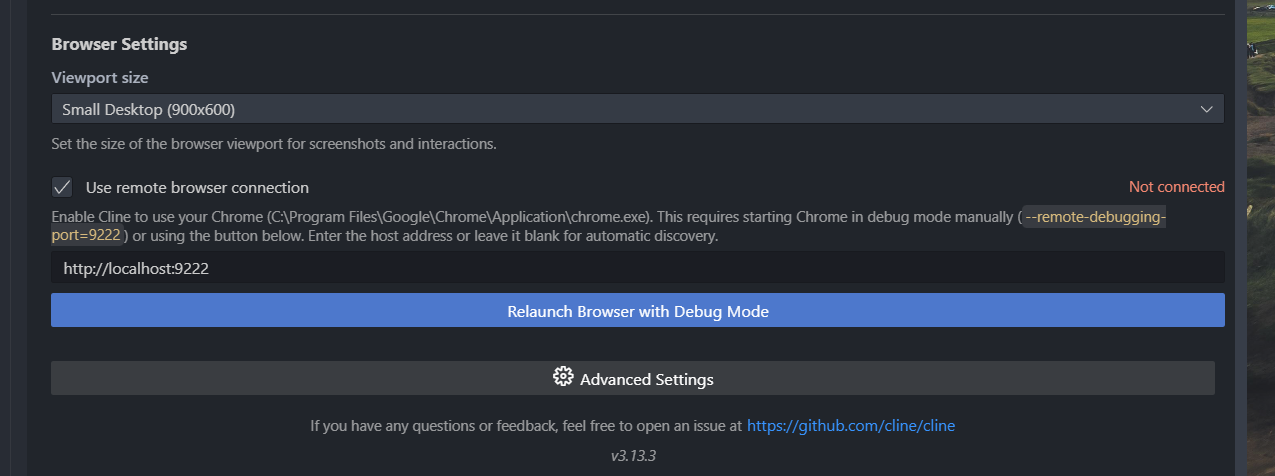 Browser Settings
Viewport size
Small Desktop (900x600)
Set the size of the browser viewport for screenshots and interactions.
Use remote browser connection
Not connected
Enable Cline to use your Chrome (C:\Program Files\Google\Chrome\Application\chrome.exe). This requires starting Chrome in debug mode manually ( --remote-debugging-
port=9222 ) or using the button below. Enter the host address or leave it blank for automatic discovery.
http://localhost:9222
Relaunch Browser with Debug Mode
Advanced Settings
If you have any questions or feedback, feel free to open an issue at https://github.com/cline/cline
v3.13.3